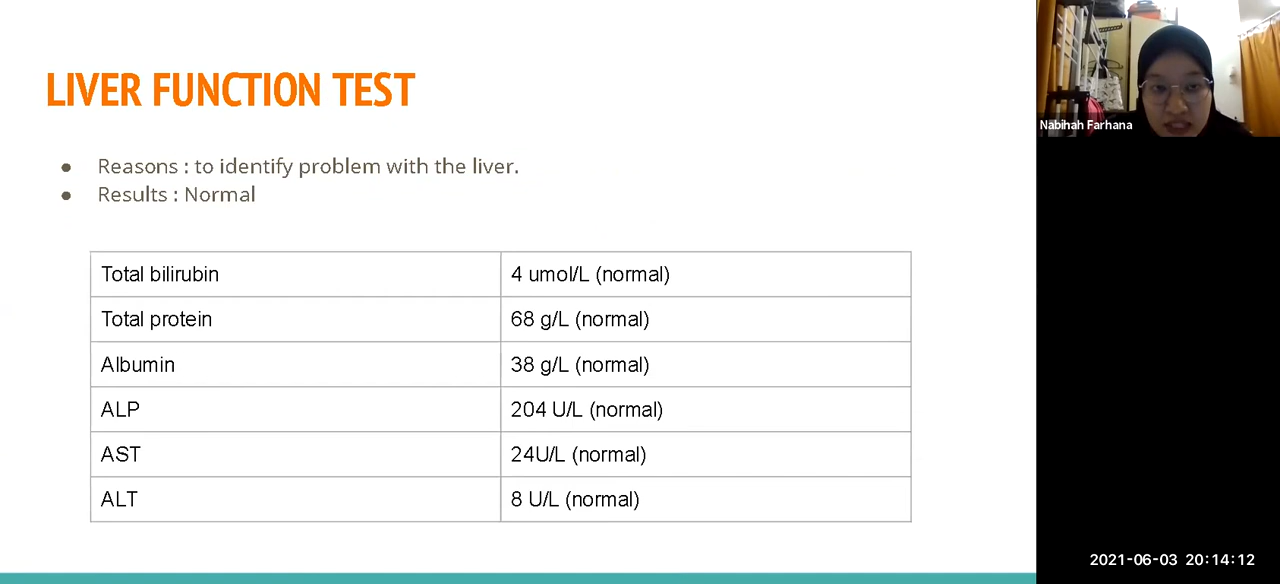 LIVER FUNCTION TEST
● Reasons : to identify problem with the liver.
● Results : Normal
Total bilirubin 4 umol/L (normal)
Total protein 68 g/L (normal)
Albumin 38 g/L (normal)
ALP 204 U/L (normal)
AST 24U/L (normal)
ALT 8 U/L (normal)
Nabihah Farhana
2021-06-03 20:14:12